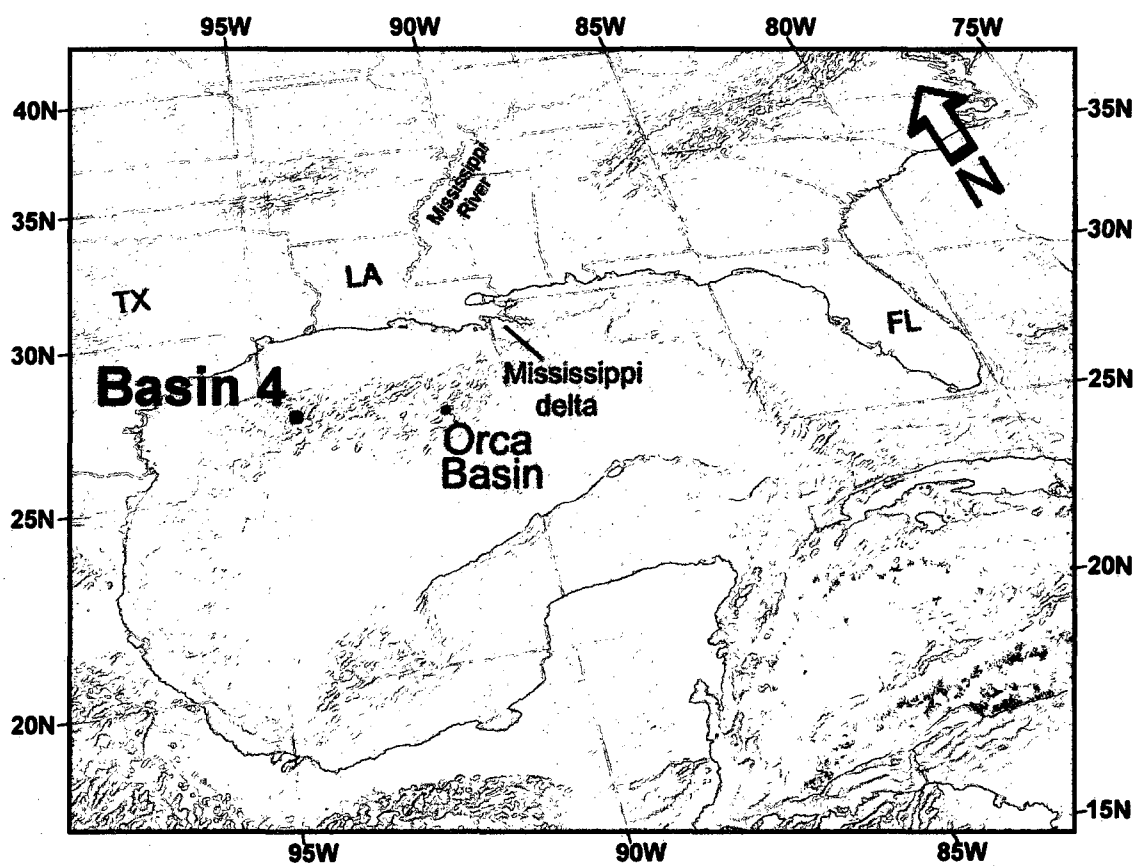 95W 90W 85W 80W 75W
40N
35N
Mississippi
River
35N
N
30N
LA
TX
FL
30N
25N
Mississippi
delta
Basin 4
Orca
Basin
25N
20N
20N
15N
95W 90W 85W